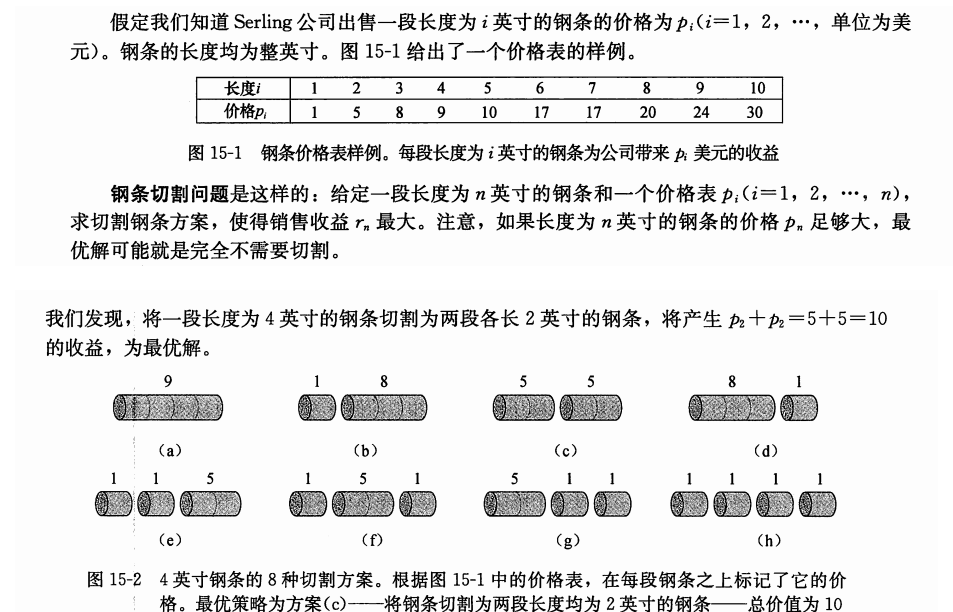 假定我们知道 Serling 公司出售一段长度为 i 英寸的钢条的价格为 pᵢ(i=1，2，…，单位为美
元)。钢条的长度均为整英寸。图 15-1 给出了一个价格表的样例。
长度i 1 2 3 4 5 6 7 8 9 10
价格pᵢ 1 5 8 9 10 17 17 20 24 30
图 15-1 钢条价格表样例。每段长度为 i 英寸的钢条为公司带来 pᵢ 美元的收益
钢条切割问题是这样的：给定一段长度为 n 英寸的钢条和一个价格表 pᵢ(i=1，2，…，n)，
求切割钢条方案，使得销售收益 rₙ 最大。注意，如果长度为 n 英寸的钢条的价格 pₙ 足够大，最
优解可能就是完全不需要切割。
我们发现，将一段长度为 4 英寸的钢条切割为两段各长 2 英寸的钢条，将产生 p₂+p₂=5+5=10
的收益，为最优解。
9 1 8 5 5 8 1
(a) (b) (c) (d)
1 1 5 1 5 1 5 1 1 1 1 1 1
(e) (f) (g) (h)
图 15-2 4 英寸钢条的 8 种切割方案。根据图 15-1 中的价格表，在每段钢条之上标记了它的价
格。最优策略为方案(c)——将钢条切割为两段长度均为 2 英寸的钢条——总价值为 10